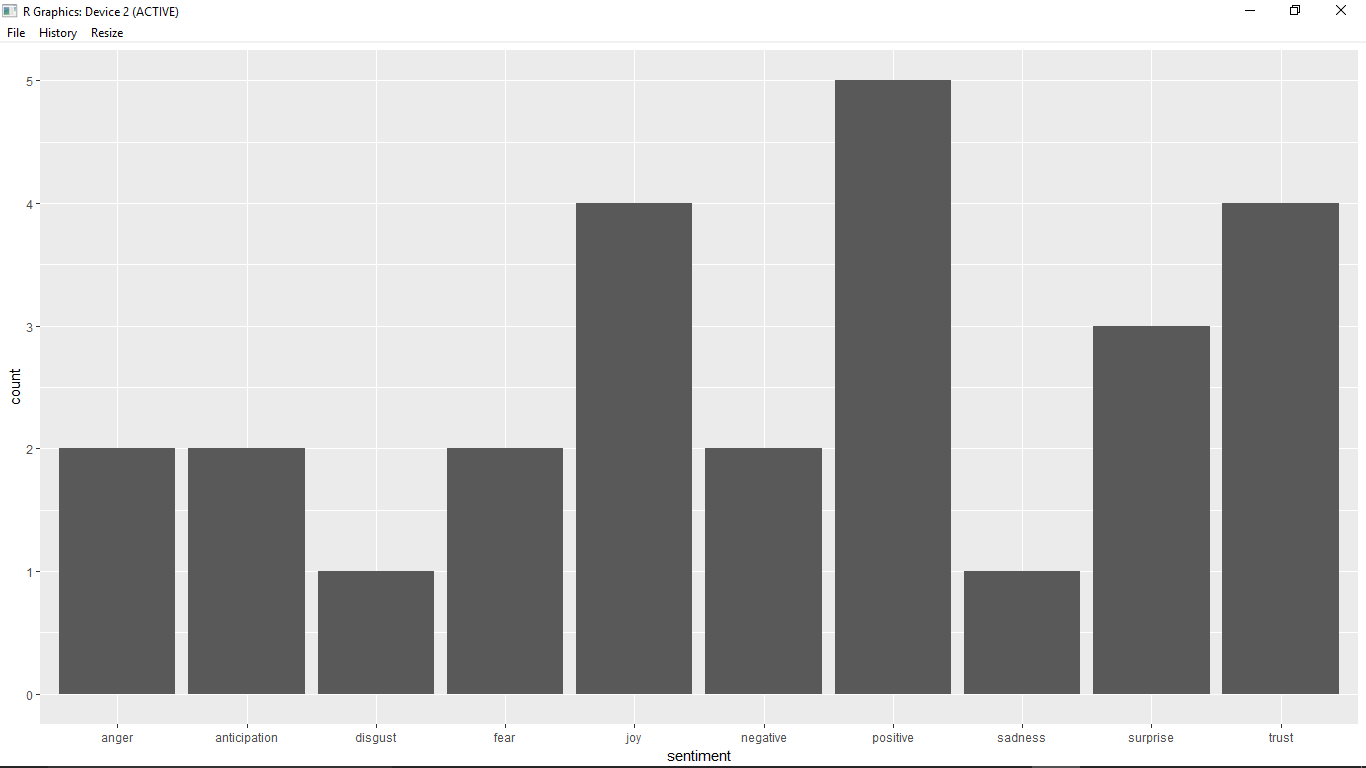 R Graphics: Device 2 (ACTIVE)
File History Resize
5
4
3
2
1
0
count
anger anticipation disgust fear joy negative positive sadness surprise trust
sentiment